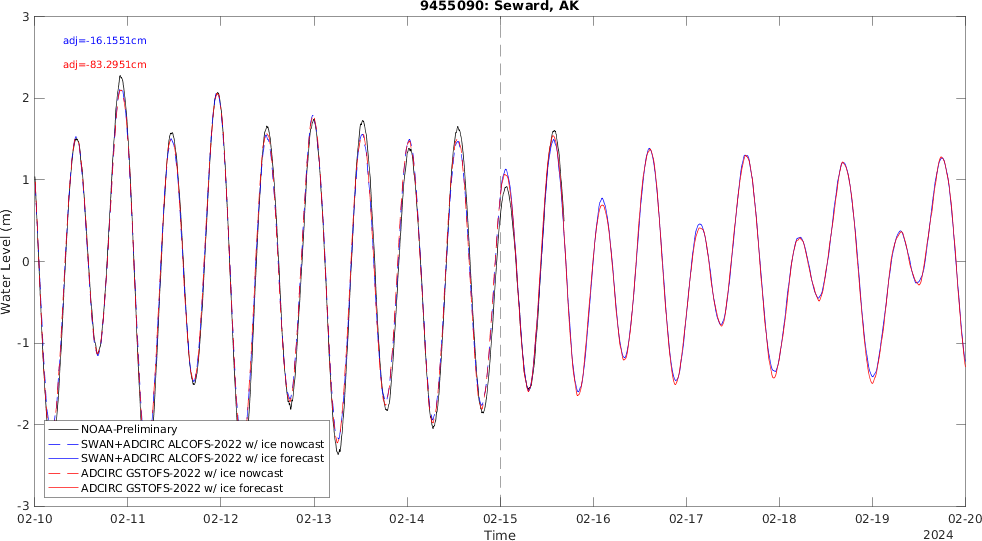 9455090: Seward, AK
3
adj=-16.1551cm
adj=-83.2951cm
2
1
0
-1
-2
-3
Water Level (m)
NOAA-Preliminary
SWAN+ADCIRC ALCOFS-2022 w/ ice nowcast
SWAN+ADCIRC ALCOFS-2022 w/ ice forecast
ADCIRC GSTOFS-2022 w/ ice nowcast
ADCIRC GSTOFS-2022 w/ ice forecast
02-10 02-11 02-12 02-13 02-14 02-15 02-16 02-17 02-18 02-19 02-20
Time
2024